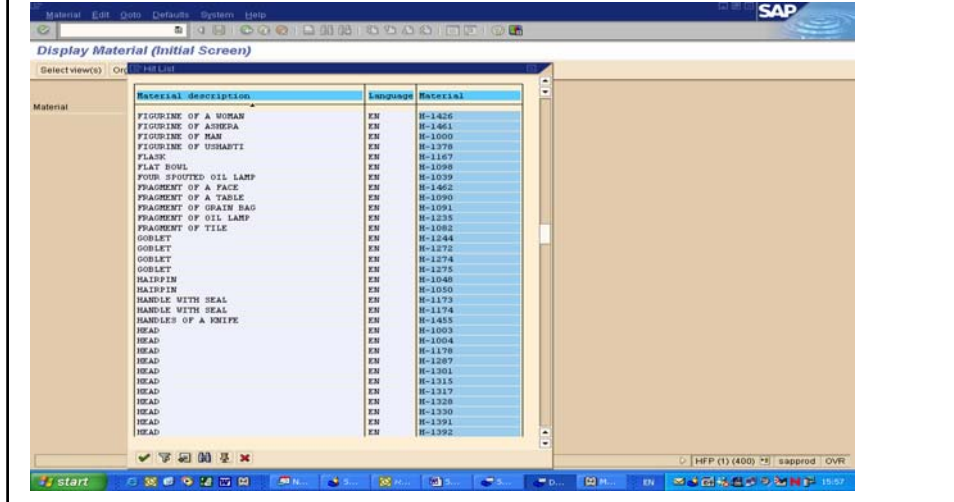 Material Edit Goto Defaults System Help
SAP
Display Material (Initial Screen)
Select view(s) Org
Hit List
Material
Material description Language Material
FIGURINE OF A WOMAN EN H-1426
FIGURINE OF ASHERA EN H-1461
FIGURINE OF MAN EN H-1000
FIGURINE OF USHABTI EN H-1378
FLASK EN H-1167
FLAT BOWL EN H-1098
FOUR SPOUTED OIL LAMP EN H-1039
FRAGMENT OF A FACE EN H-1462
FRAGMENT OF A TABLE EN H-1090
FRAGMENT OF GRAIN BAG EN H-1091
FRAGMENT OF OIL LAMP EN H-1235
FRAGMENT OF TILE EN H-1082
GOBLET EN H-1244
GOBLET EN H-1272
GOBLET EN H-1274
GOBLET EN H-1275
HAIRPIN EN H-1048
HAIRPIN EN H-1050
HANDLE WITH SEAL EN H-1173
HANDLE WITH SEAL EN H-1174
HANDLES OF A KNIFE EN H-1455
HEAD EN H-1003
HEAD EN H-1004
HEAD EN H-1178
HEAD EN H-1287
HEAD EN H-1301
HEAD EN H-1315
HEAD EN H-1317
HEAD EN H-1328
HEAD EN H-1330
HEAD EN H-1391
HEAD EN H-1392
HFP (1) (400) sapprod OVR
start N... S... M... S... S... D... M... EN 15:57